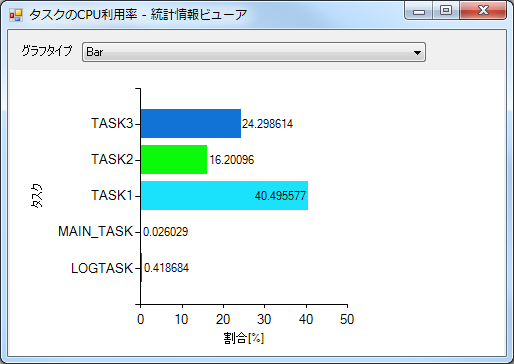 タスクのCPU利用率 - 統計情報ビューア
グラフタイプ
Bar
タスク
TASK3
24.298614
TASK2
16.20096
TASK1
40.495577
MAIN_TASK
0.026029
LOGTASK
0.418684
0 10 20 30 40 50
割合[%]